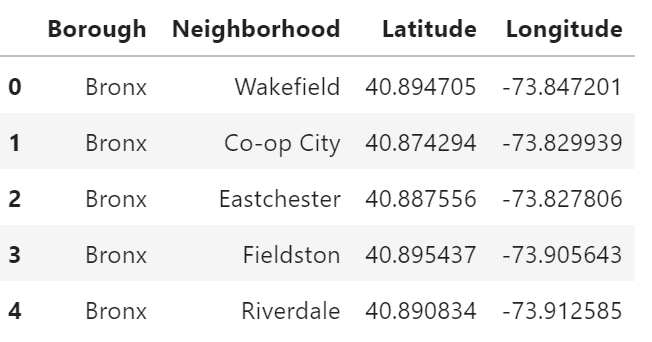 Borough Neighborhood Latitude Longitude
0 Bronx Wakefield 40.894705 -73.847201
1 Bronx Co-op City 40.874294 -73.829939
2 Bronx Eastchester 40.887556 -73.827806
3 Bronx Fieldston 40.895437 -73.905643
4 Bronx Riverdale 40.890834 -73.912585